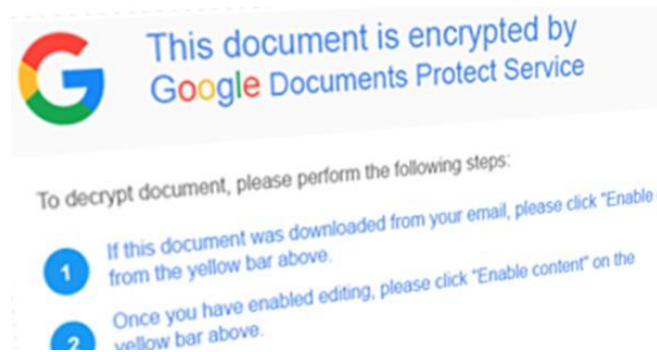 G
This document is encrypted by
Google Documents Protect Service
To decrypt document, please perform the following steps:
1
If this document was downloaded from your email, please click "Enable
from the yellow bar above.
2
Once you have enabled editing, please click "Enable content" on the
yellow bar above.